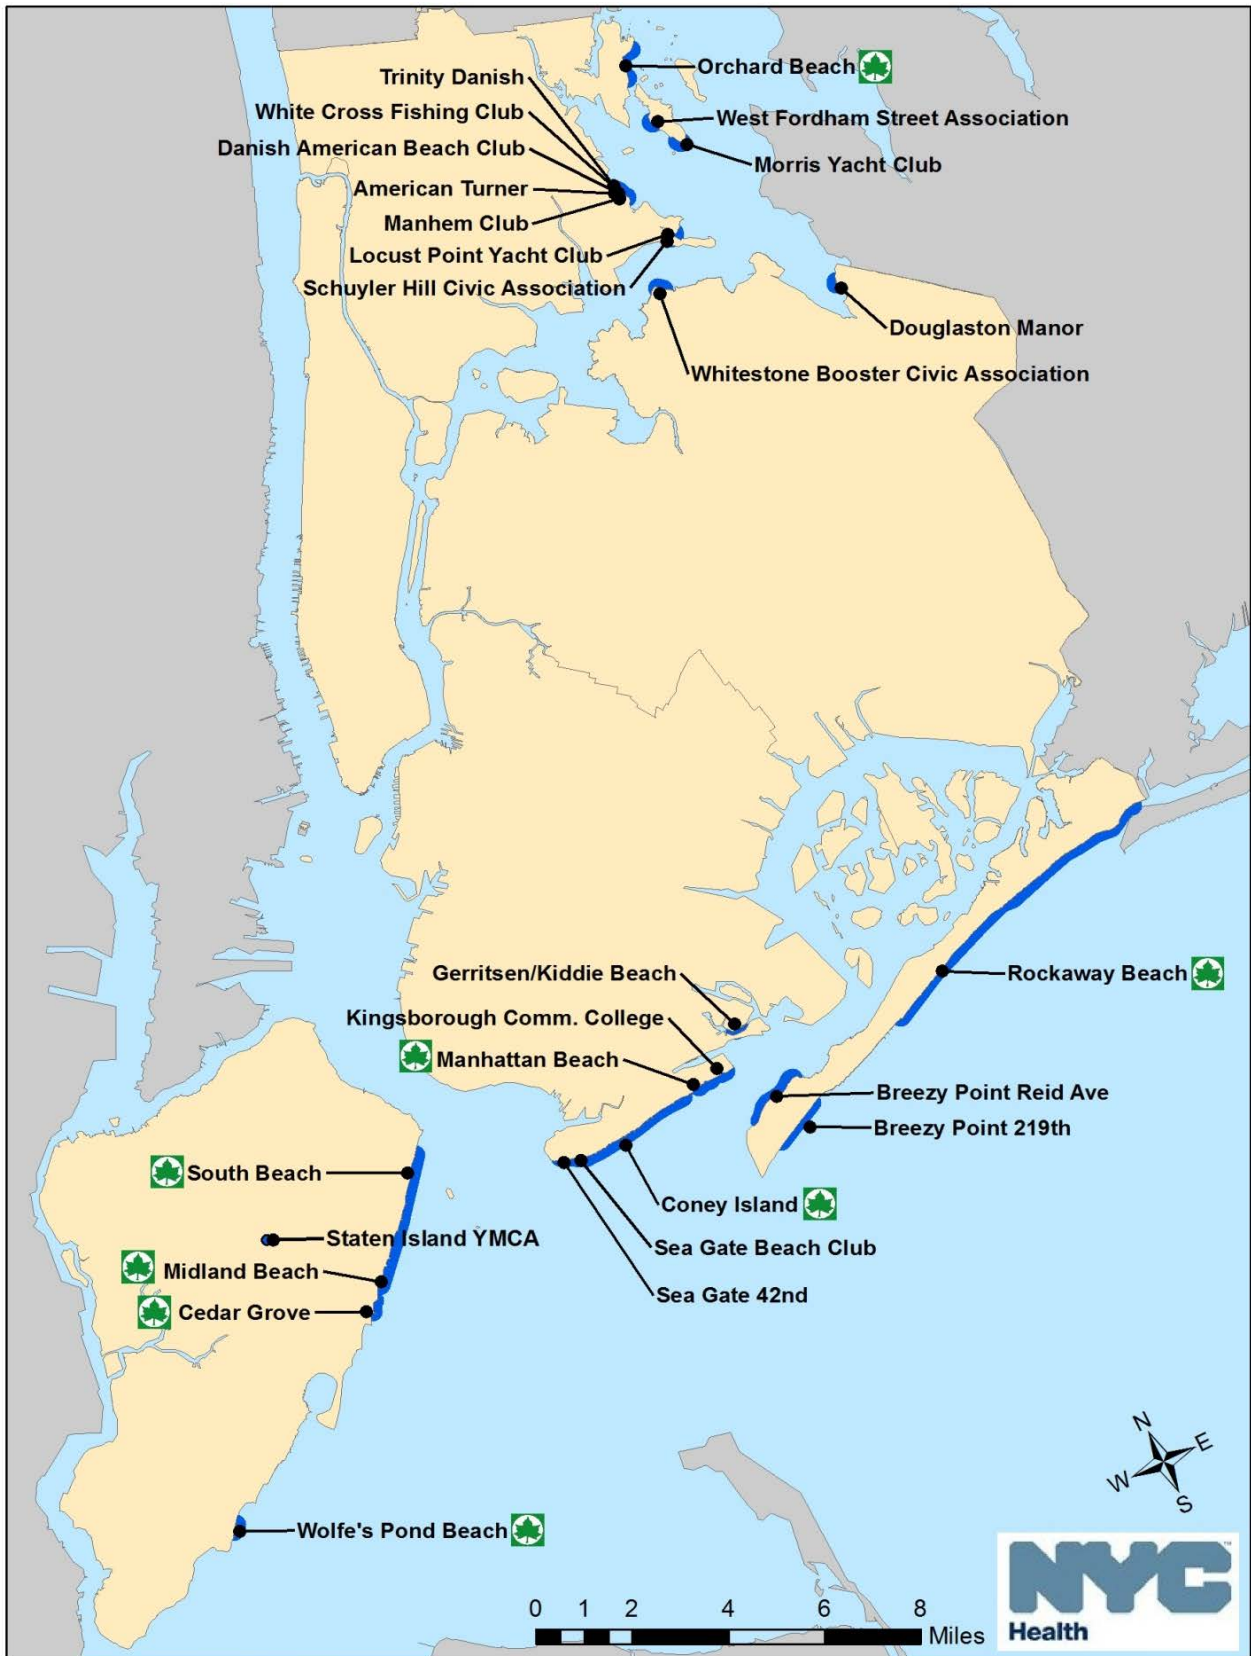 Trinity Danish
Orchard Beach
White Cross Fishing Club
West Fordham Street Association
Danish American Beach Club
Morris Yacht Club
American Turner
Manhem Club
Locust Point Yacht Club
Schuyler Hill Civic Association
Douglaston Manor
Whitestone Booster Civic Association
Gerritsen/Kiddie Beach
Rockaway Beach
Kingsborough Comm. College
Manhattan Beach
Breezy Point Reid Ave
Breezy Point 219th
South Beach
Coney Island
Staten Island YMCA
Sea Gate Beach Club
Midland Beach
Sea Gate 42nd
Cedar Grove
N
E
W
S
Wolfe's Pond Beach
NYC™
Health
0 1 2 4 6 8
Miles